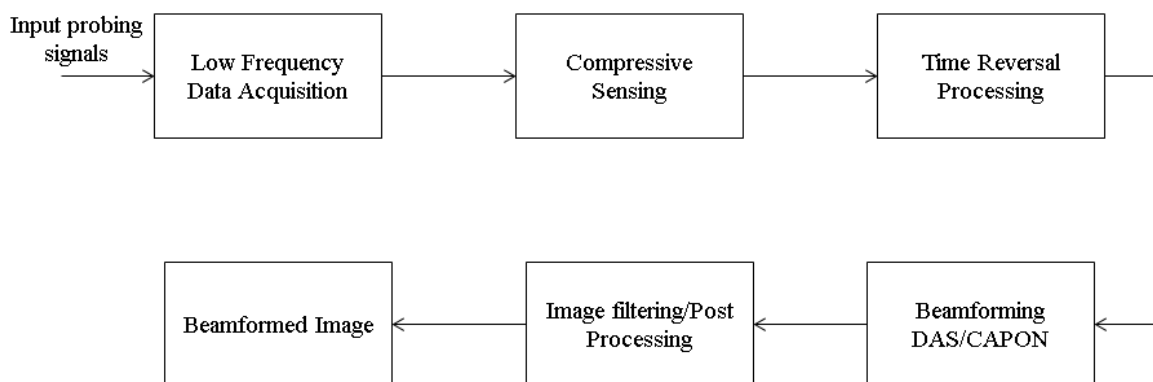 Input probing
signals
Low Frequency
Data Acquisition
Compressive
Sensing
Time Reversal
Processing
Beamformed Image
Image filtering/Post
Processing
Beamforming
DAS/CAPON